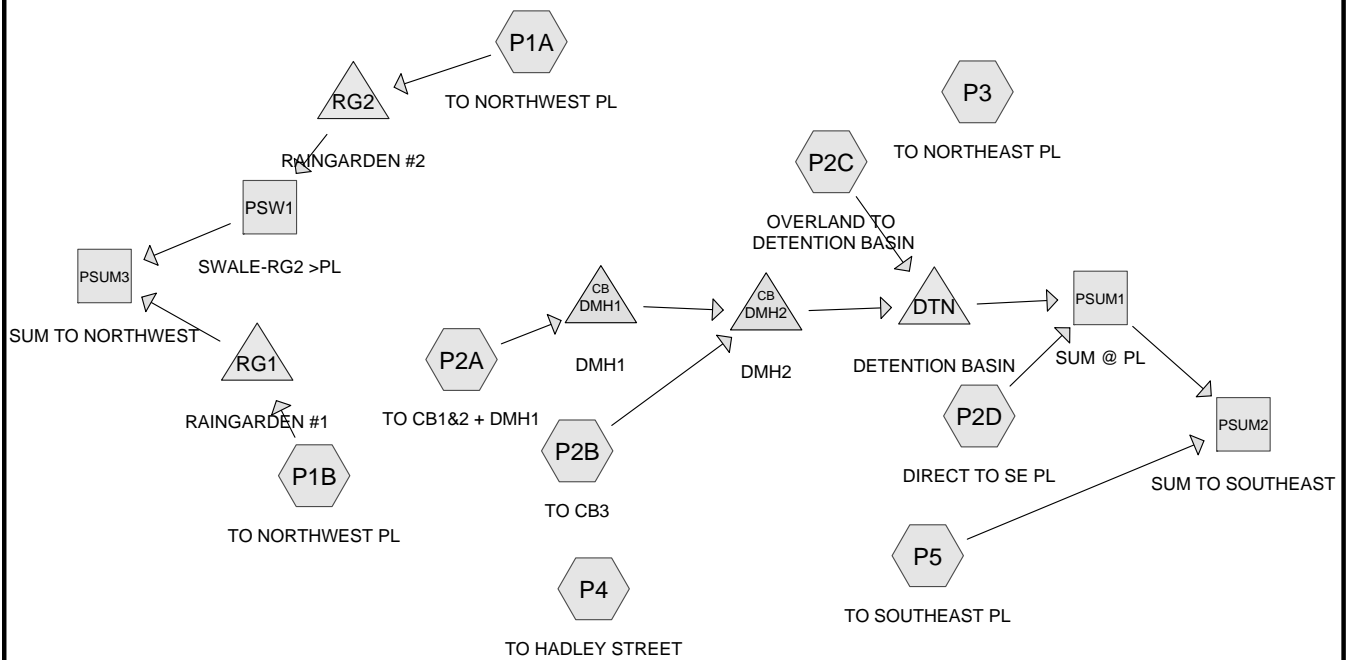 P1A
TO NORTHWEST PL
RG2
RAINGARDEN #2
P3
TO NORTHEAST PL
P2C
OVERLAND TO
DETENTION BASIN
PSW1
SWALE-RG2 >PL
PSUM3
SUM TO NORTHWEST
RG1
RAINGARDEN #1
P1B
TO NORTHWEST PL
P2A
TO CB1&2 + DMH1
CB
DMH1
DMH1
CB
DMH2
DMH2
DTN
DETENTION BASIN
PSUM1
SUM @ PL
P2B
TO CB3
P2D
DIRECT TO SE PL
PSUM2
SUM TO SOUTHEAST
P5
TO SOUTHEAST PL
P4
TO HADLEY STREET